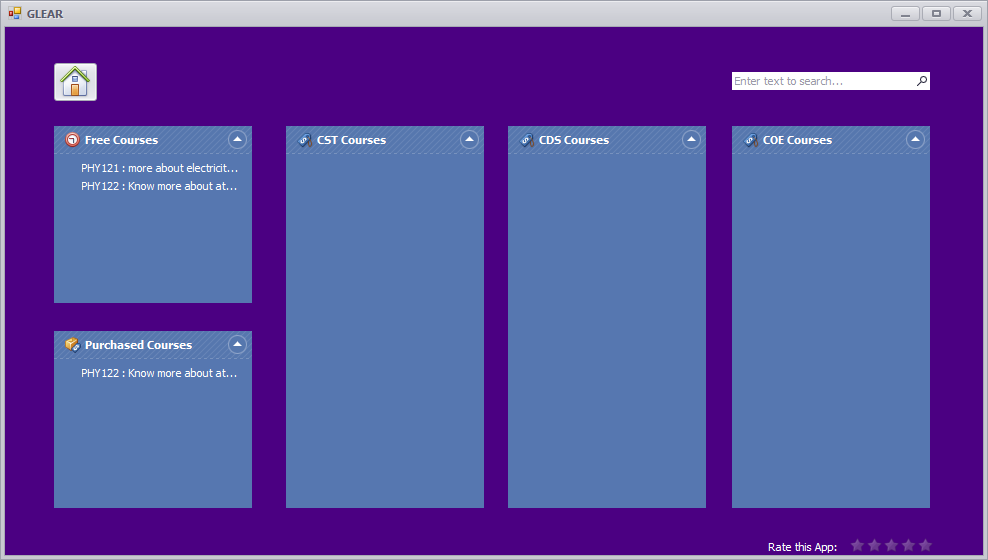 GLEAR
Enter text to search...
Free Courses
PHY121 : more about electricit...
PHY122 : Know more about at...
Purchased Courses
PHY122 : Know more about at...
CST Courses
CDS Courses
COE Courses
Rate this App: